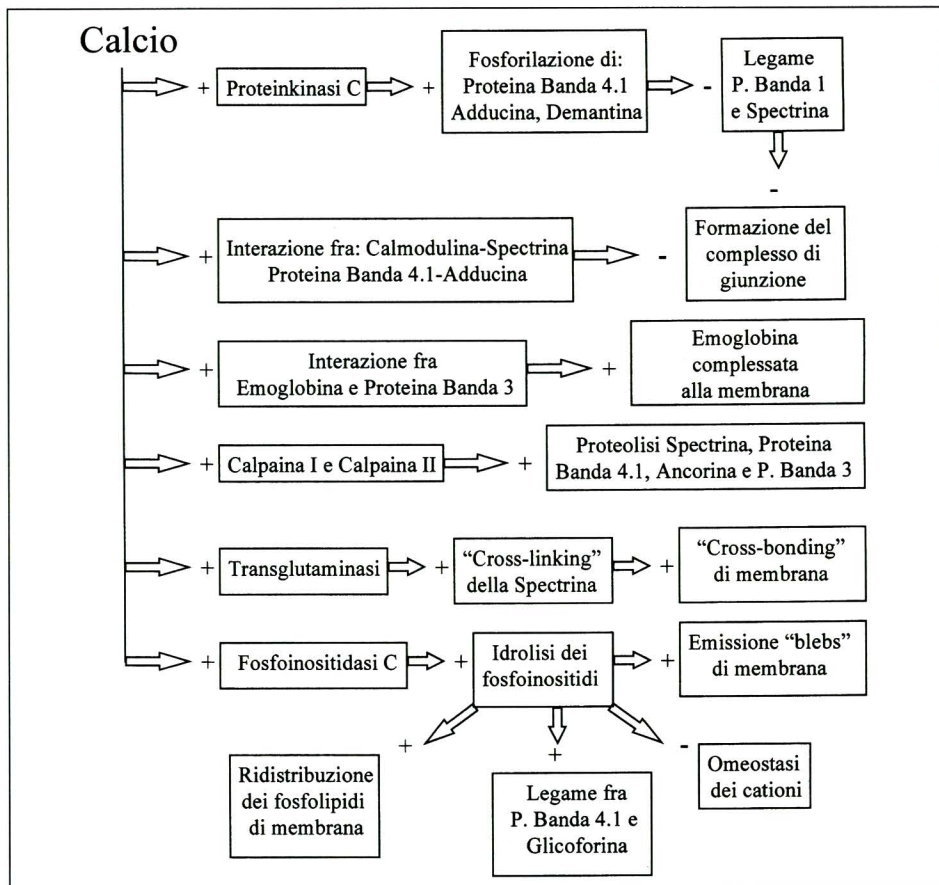 Calcio
+ Proteinkinasi C
+
Fosforilazione di:
Proteina Banda 4.1
Adducina, Demantina
-
Legame
P. Banda 1
e Spectrina
-
+
Interazione fra: Calmodulina-Spectrina
Proteina Banda 4.1-Adducina
-
Formazione del
complesso di
giunzione
+
Interazione fra
Emoglobina e Proteina Banda 3
+
Emoglobina
complessata
alla membrana
+ Calpaina I e Calpaina II
+
Proteolisi Spectrina, Proteina
Banda 4.1, Ancorina e P. Banda 3
+ Transglutaminasi
+
“Cross-linking”
della Spectrina
+
“Cross-bonding”
di membrana
+ Fosfoinositidasi C
+
Idrolisi dei
fosfoinositidi
+
Emissione “blebs”
di membrana
+
Ridistribuzione
dei fosfolipidi
di membrana
+
Legame fra
P. Banda 4.1 e
Glicoforina
-
Omeostasi
dei cationi